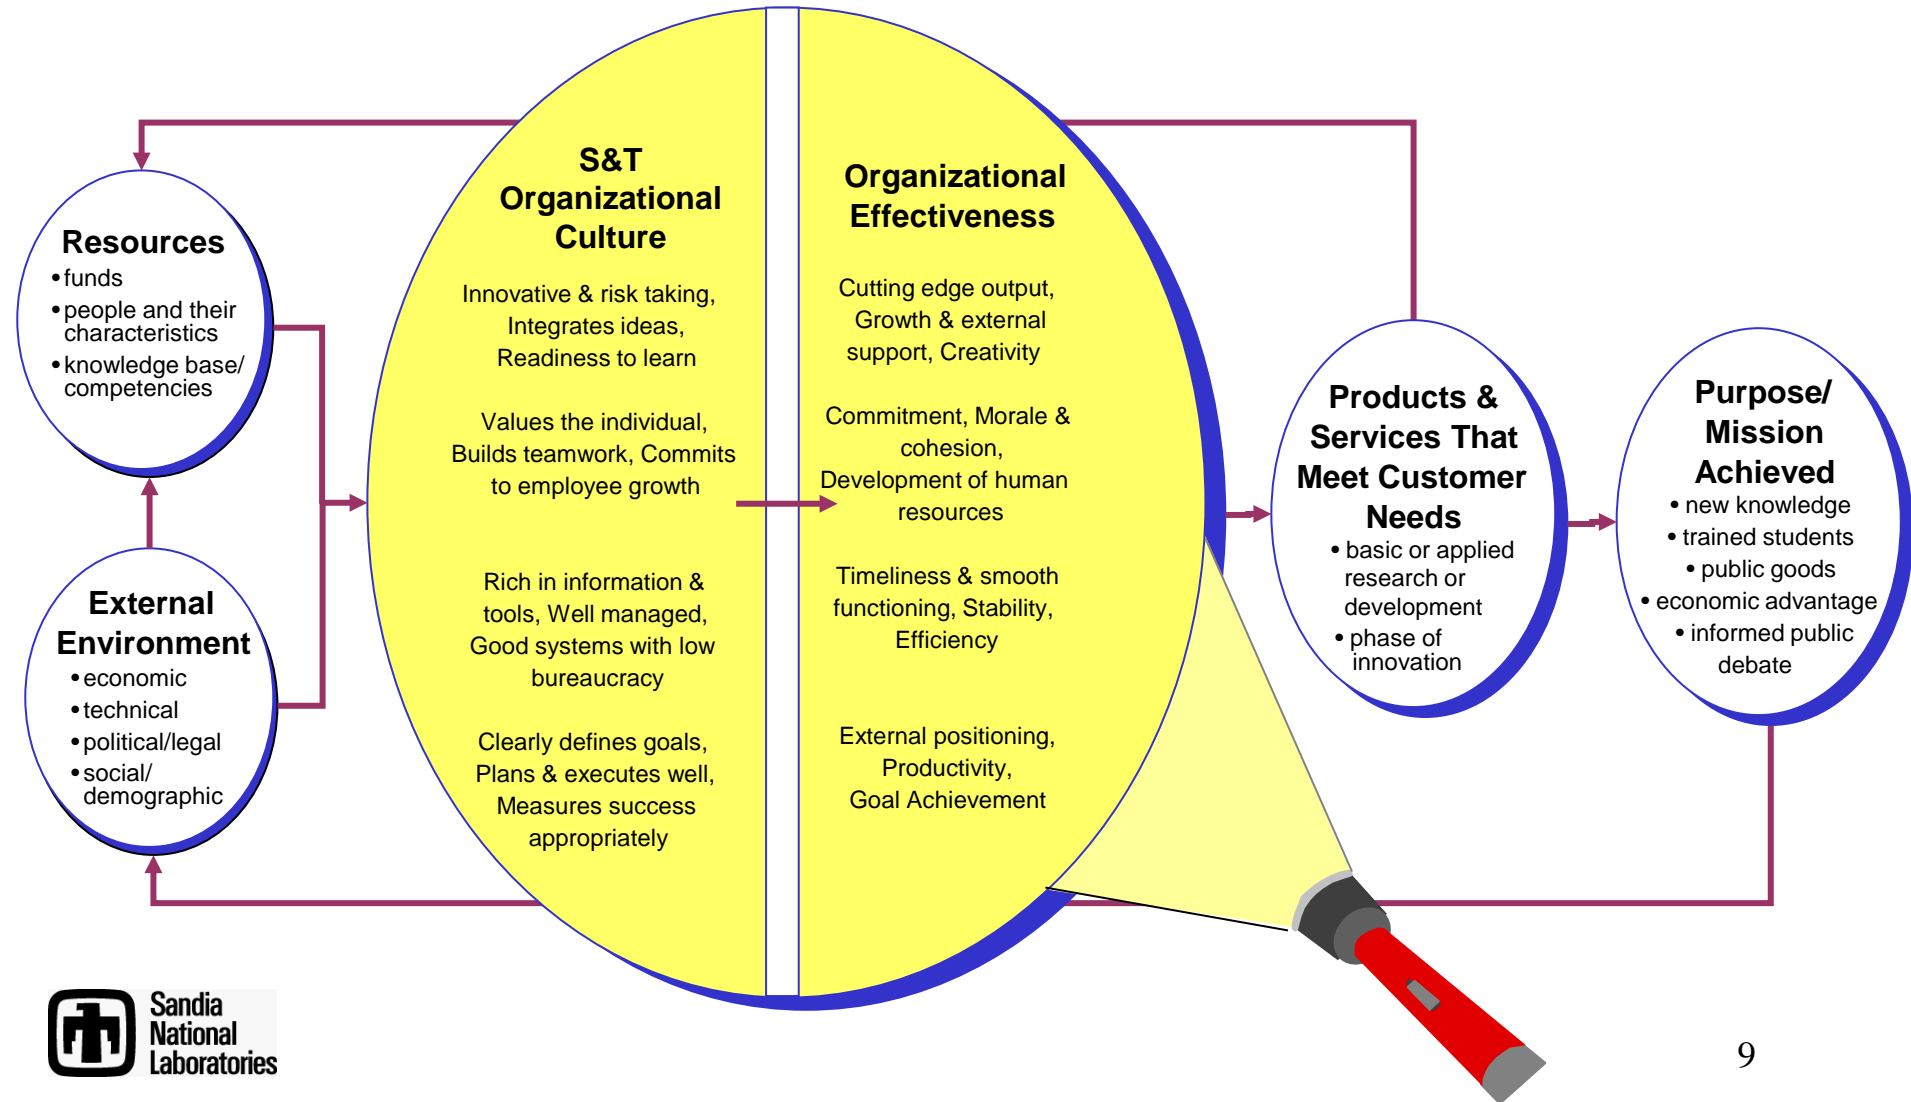 Resources
•funds
•people and their
characteristics
•knowledge base/
competencies
External
Environment
•economic
•technical
•political/legal
•social/
demographic
S&T
Organizational
Culture
Innovative & risk taking,
Integrates ideas,
Readiness to learn
Values the individual,
Builds teamwork, Commits
to employee growth
Rich in information &
tools, Well managed,
Good systems with low
bureaucracy
Clearly defines goals,
Plans & executes well,
Measures success
appropriately
Organizational
Effectiveness
Cutting edge output,
Growth & external
support, Creativity
Commitment, Morale &
cohesion,
Development of human
resources
Timeliness & smooth
functioning, Stability,
Efficiency
External positioning,
Productivity,
Goal Achievement
Products &
Services That
Meet Customer
Needs
• basic or applied
research or
development
• phase of
innovation
Purpose/
Mission
Achieved
• new knowledge
• trained students
• public goods
• economic advantage
• informed public
debate
Sandia
National
Laboratories
9